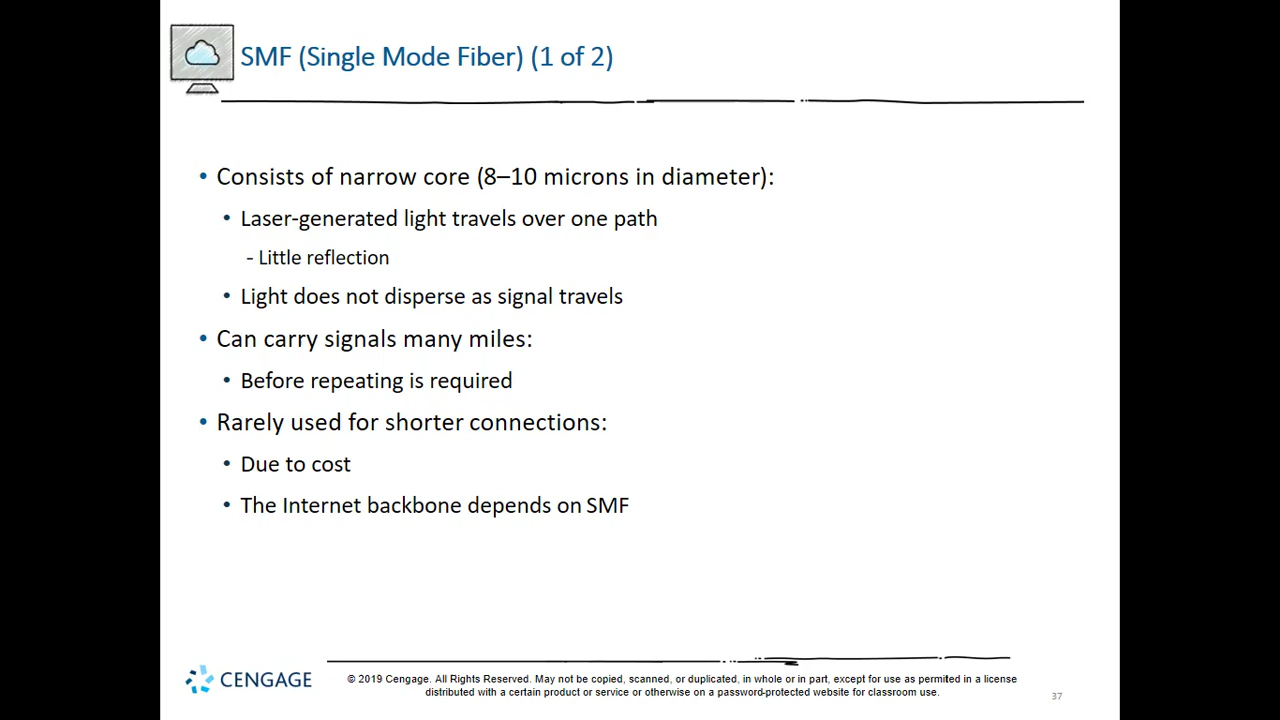 SMF (Single Mode Fiber) (1 of 2)
• Consists of narrow core (8–10 microns in diameter):
• Laser-generated light travels over one path
- Little reflection
• Light does not disperse as signal travels
• Can carry signals many miles:
• Before repeating is required
• Rarely used for shorter connections:
• Due to cost
• The Internet backbone depends on SMF
CENGAGE
© 2019 Cengage. All Rights Reserved. May not be copied, scanned, or duplicated, in whole or in part, except for use as permitted in a license
distributed with a certain product or service or otherwise on a password-protected website for classroom use.
37